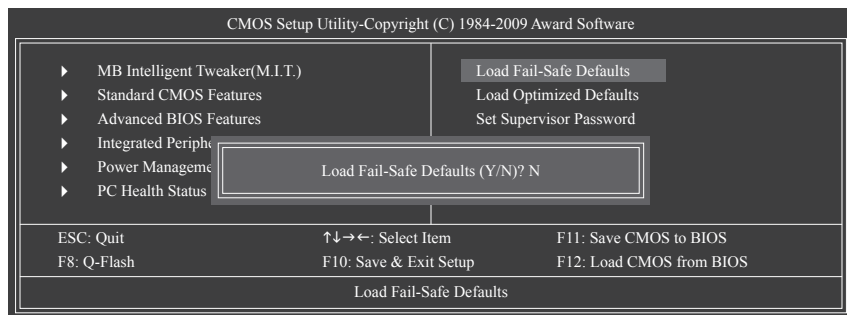 CMOS Setup Utility-Copyright (C) 1984-2009 Award Software
MB Intelligent Tweaker(M.I.T.)
Standard CMOS Features
Advanced BIOS Features
Integrated Periphe
Power Manageme
PC Health Status
Load Fail-Safe Defaults
Load Optimized Defaults
Set Supervisor Password
Load Fail-Safe Defaults (Y/N)? N
ESC: Quit ↑↓→←: Select Item F11: Save CMOS to BIOS
F8: Q-Flash F10: Save & Exit Setup F12: Load CMOS from BIOS
Load Fail-Safe Defaults